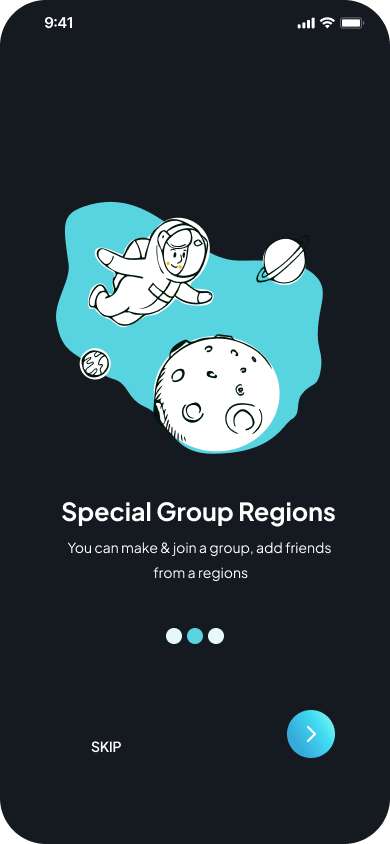 9:41
Special Group Regions
You can make & join a group, add friends
from a regions
SKIP